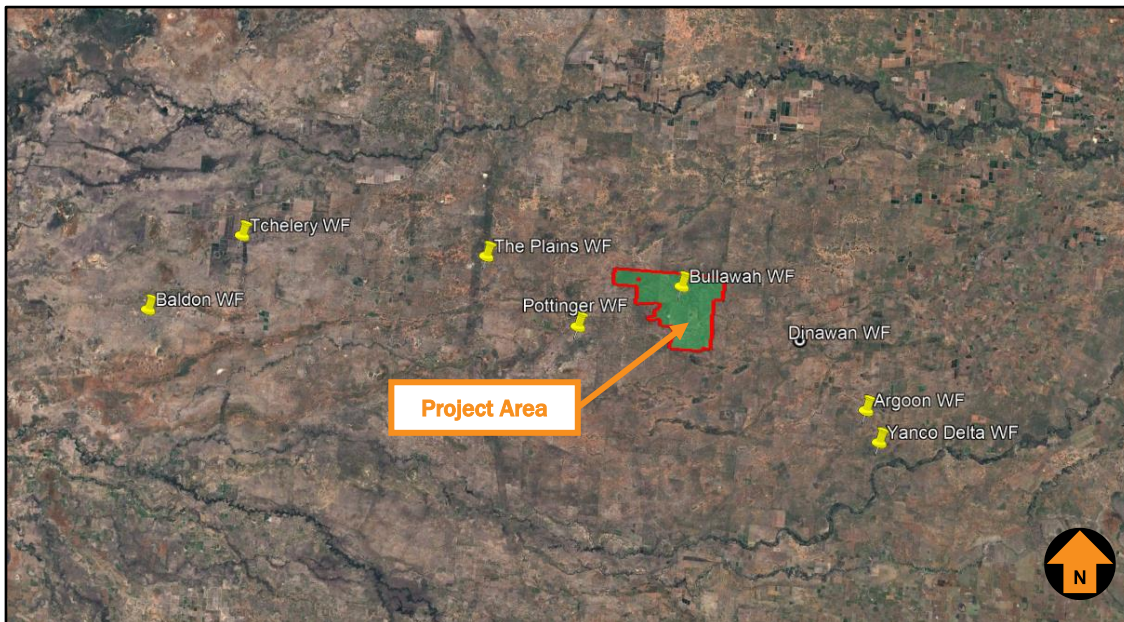 Tchelery WF
The Plains WF
Bullawah WF
Baldon WF
Pottinger WF
Dinawan WF
Project Area
Argoon WF
Yanco Delta WF
N